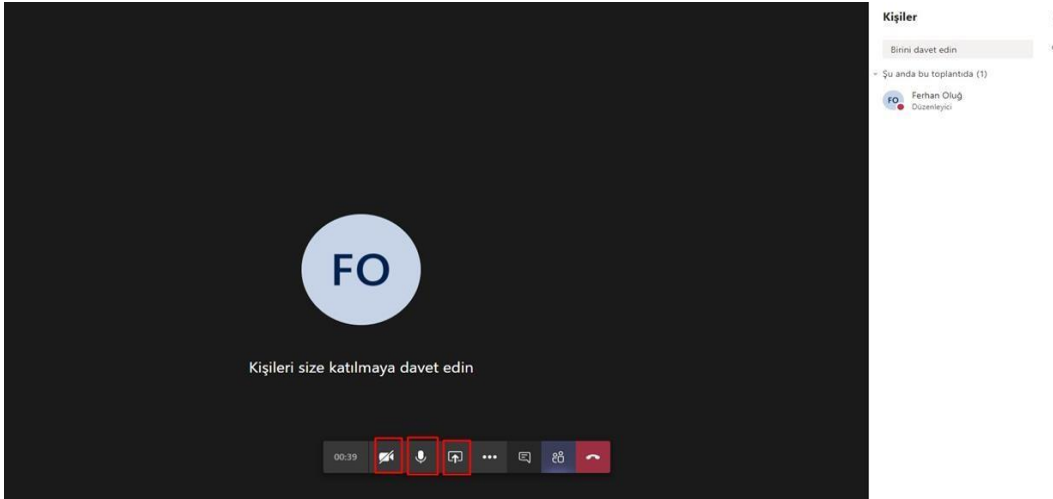 Kişiler
Birini davet edin
Şu anda bu toplantıda (1)
FO
Ferhan Oluğ
Düzenleyici
FO
Kişileri size katılmaya davet edin
00:39